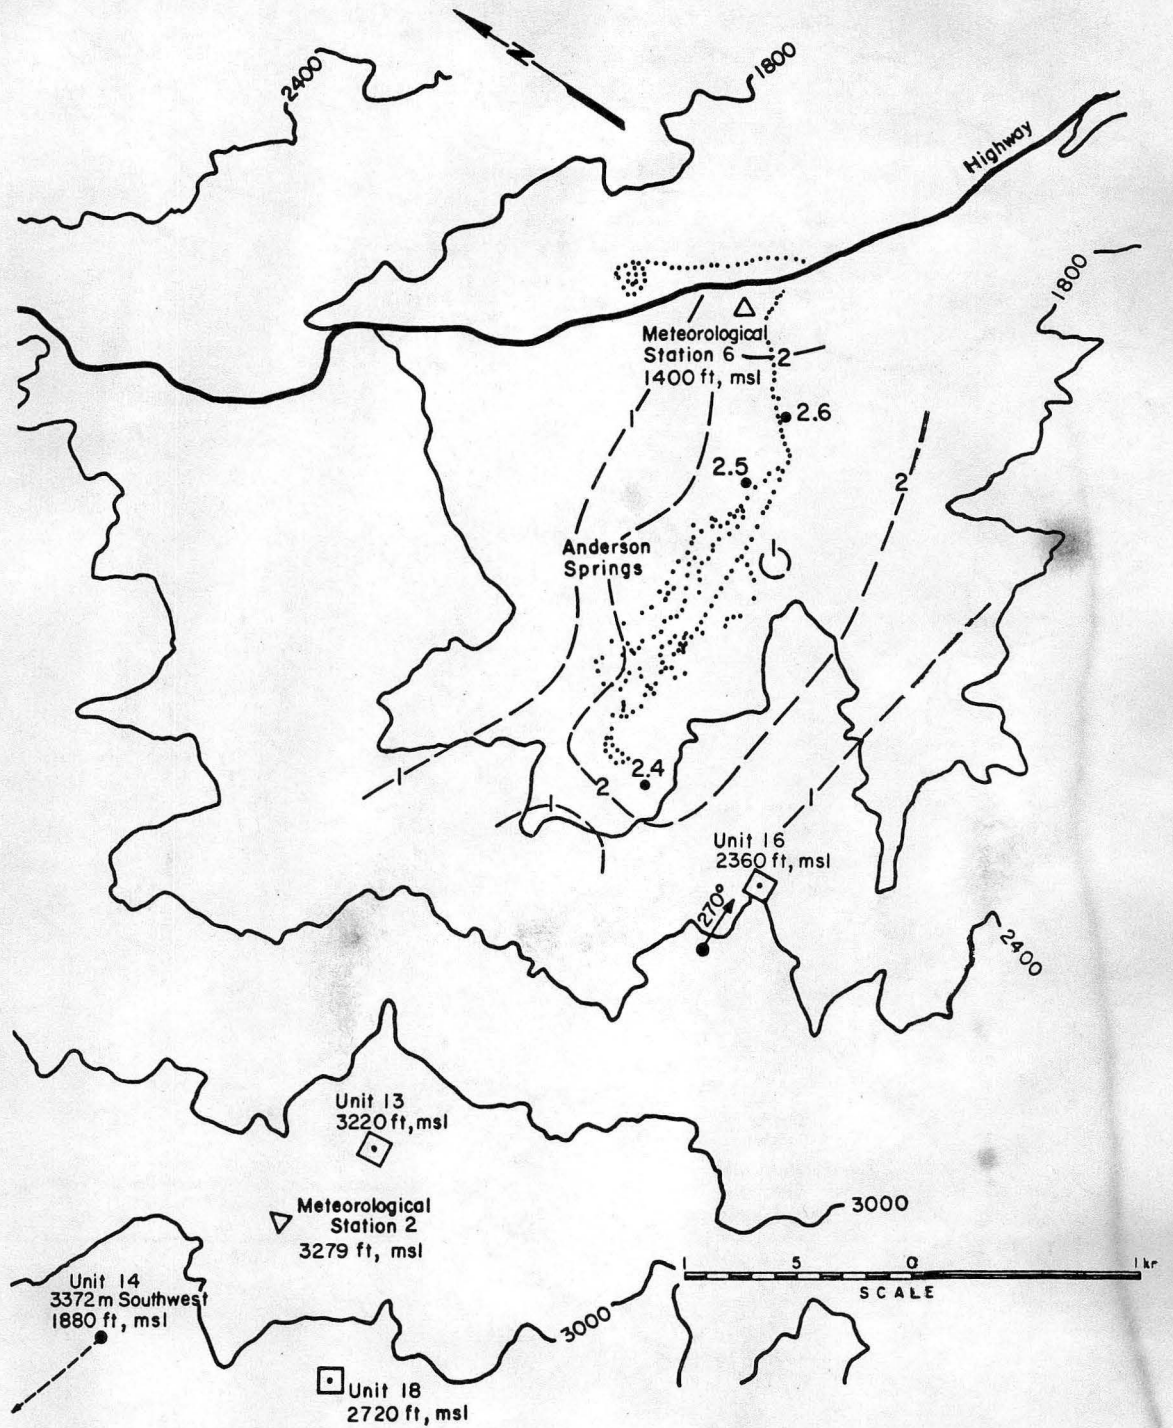 N
2400
1800
Highway
1800
Meteorological
Station 6
1400 ft, msl
2
1
2.6
2.5
2
Anderson
Springs
1
2.4
1
2
1
1
Unit 16
2360 ft, msl
270°
2400
Unit 13
3220 ft, msl
Meteorological
Station 2
3279 ft, msl
3000
Unit 14
3372 m Southwest
1880 ft, msl
1 5 0 1 kr
SCALE
3000
Unit 18
2720 ft, msl